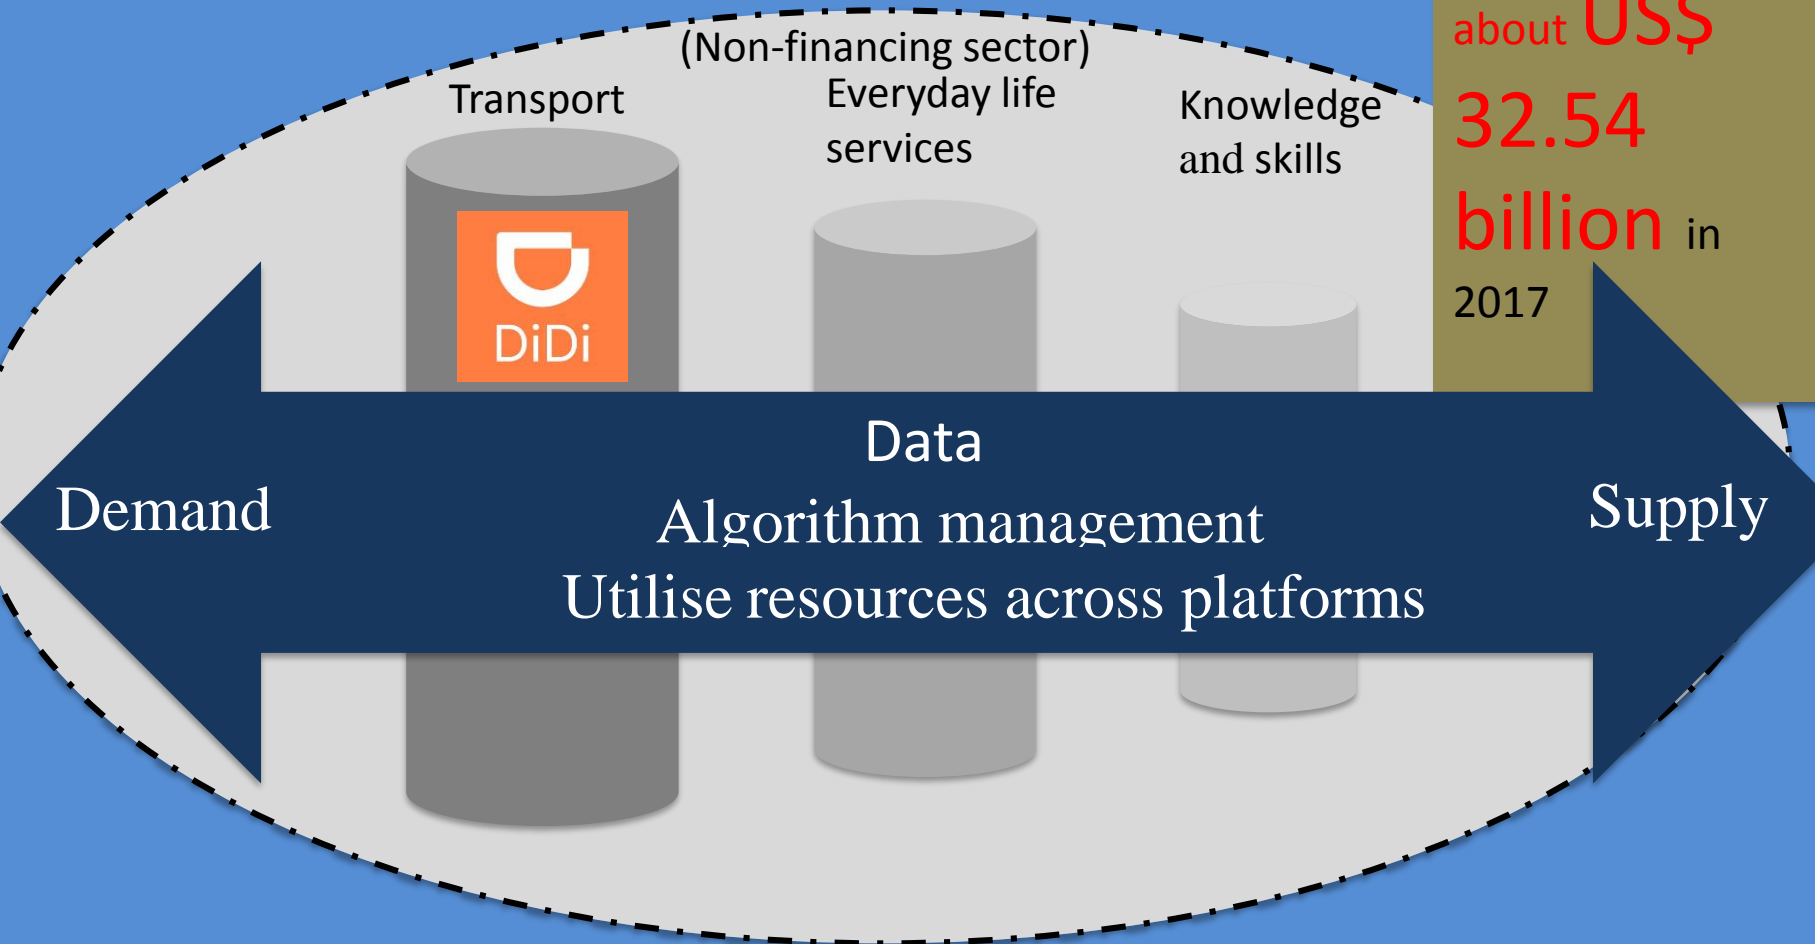 (Non-financing sector)
Transport
Everyday life
services
Knowledge
and skills
about US$
32.54
billion in
2017
DiDi
Data
Demand
Algorithm management
Supply
Utilise resources across platforms